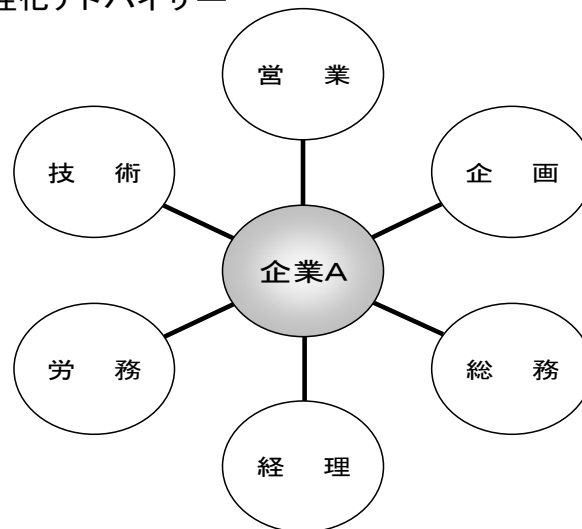 性化アドバイザー
営　業
技　術
企　画
企業A
労　務
総　務
経　理